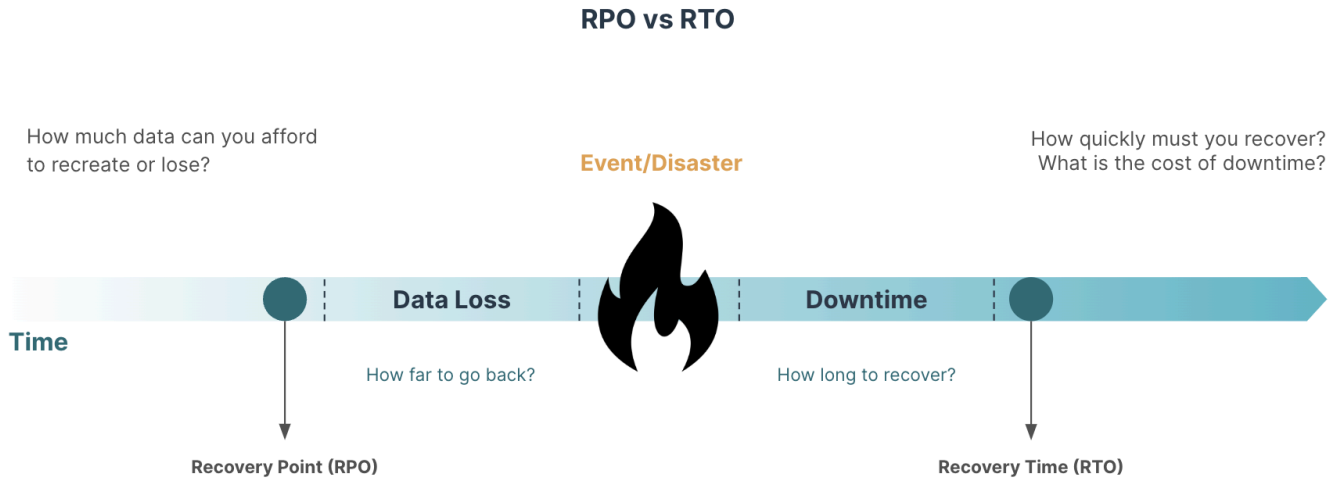 RPO vs RTO
How much data can you afford
to recreate or lose?
Event/Disaster
How quickly must you recover?
What is the cost of downtime?
Data Loss
Downtime
Time
How far to go back?
How long to recover?
Recovery Point (RPO)
Recovery Time (RTO)